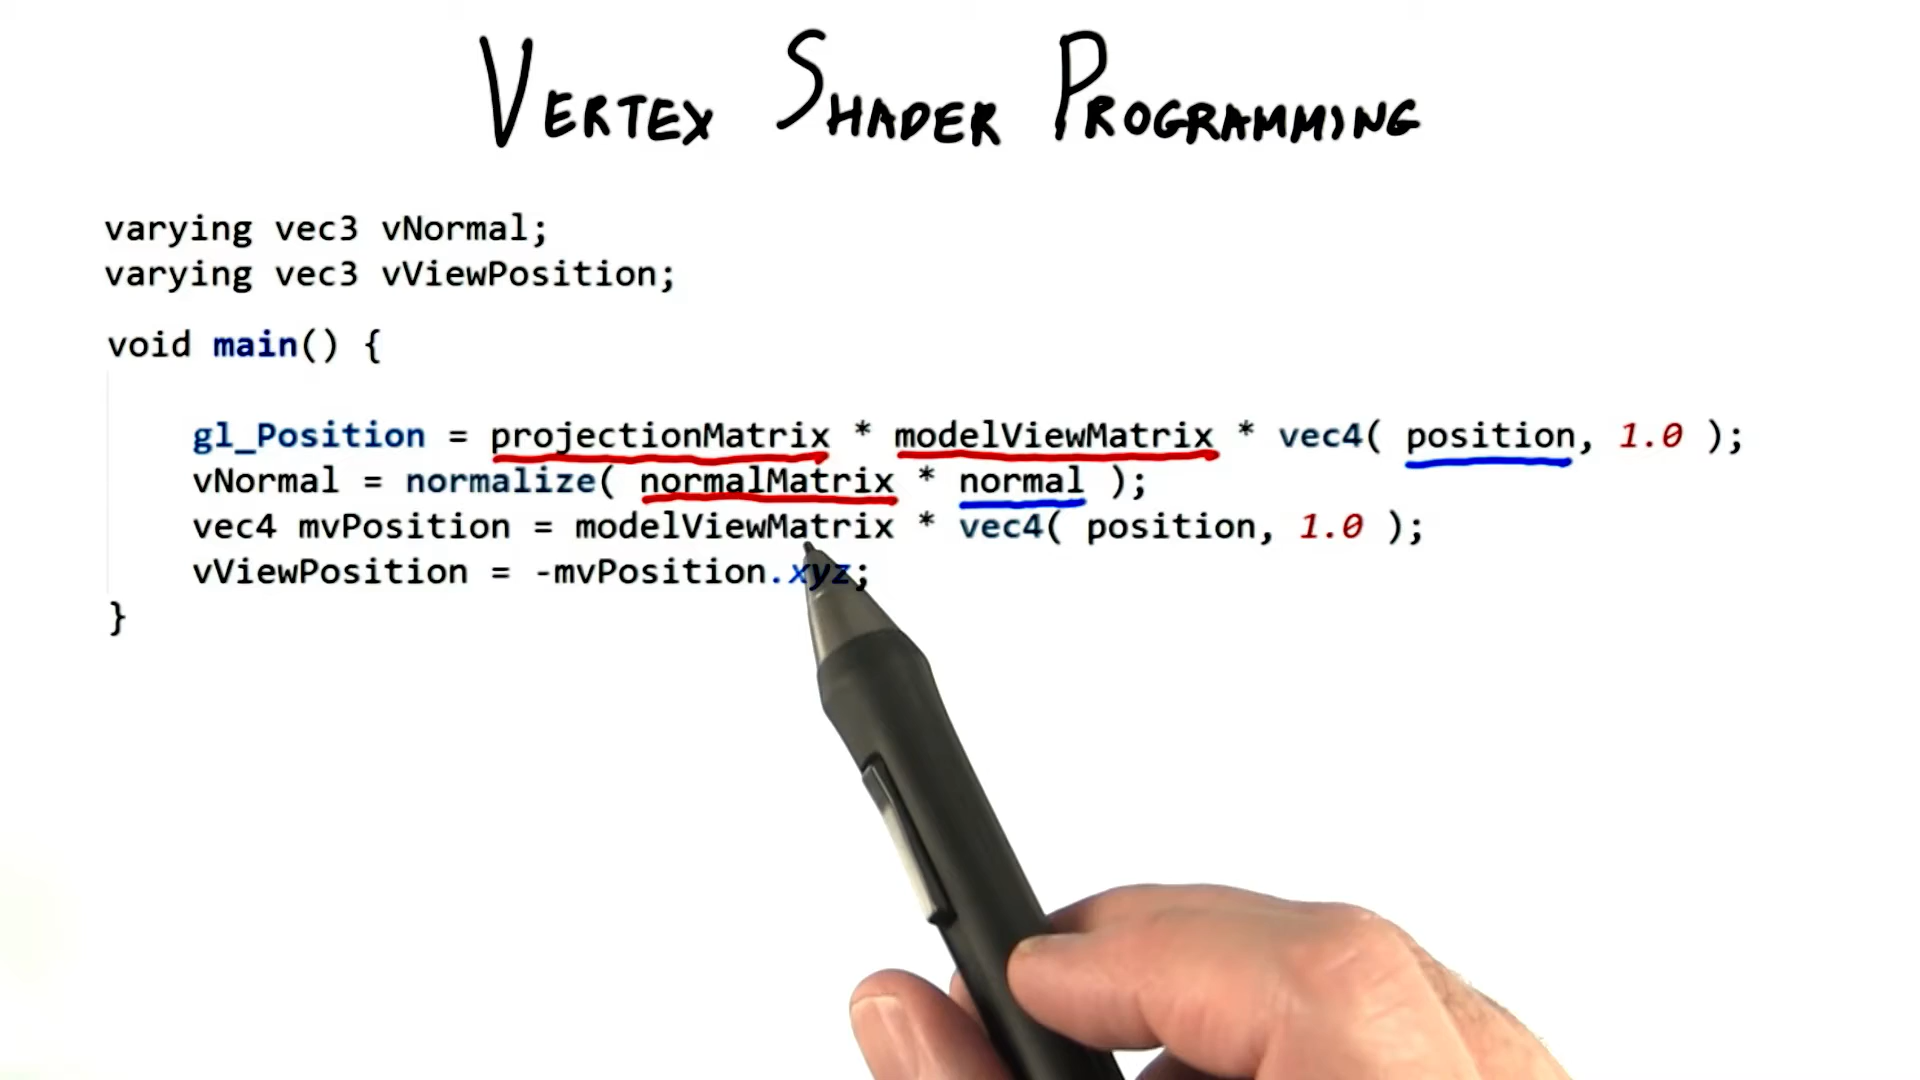 VERTEX SHADER PROGRAMMING
varying vec3 vNormal;
varying vec3 vViewPosition;
void main() {
gl_Position = projectionMatrix * modelViewMatrix * vec4( position, 1.0 );
vNormal = normalize( normalMatrix * normal );
vec4 mvPosition = modelViewMatrix * vec4( position, 1.0 );
vViewPosition = -mvPosition.xyz;
}